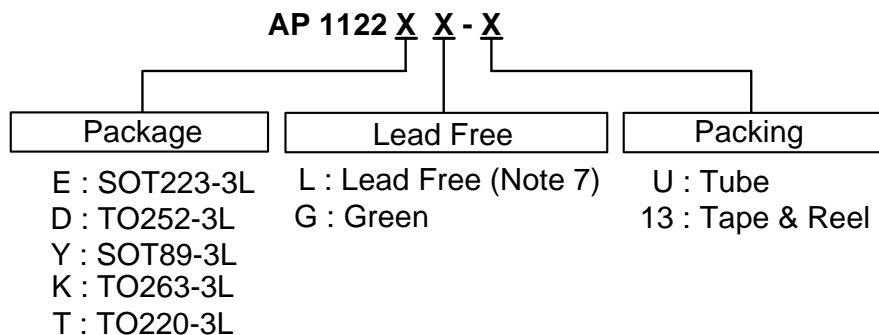 AP 1122 X X - X
Package
E : SOT223-3L
D : TO252-3L
Y : SOT89-3L
K : TO263-3L
T : TO220-3L
Lead Free
L : Lead Free (Note 7)
G : Green
Packing
U : Tube
13 : Tape & Reel